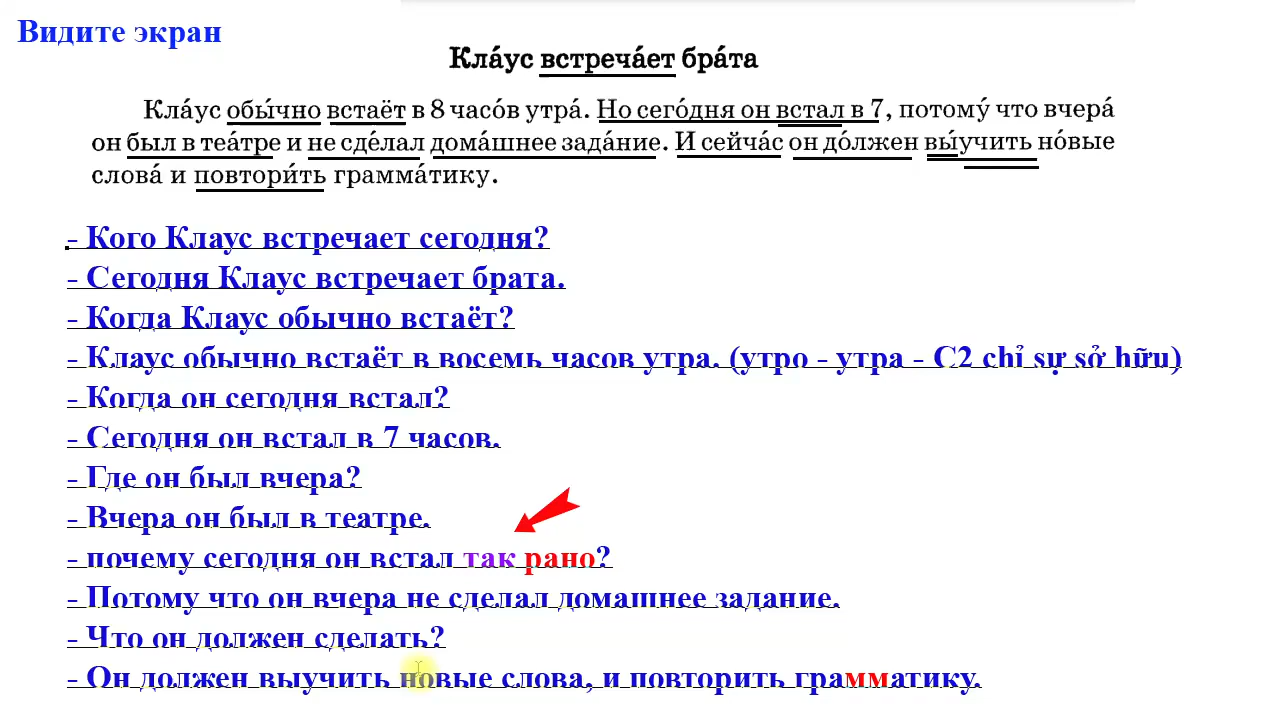 Видите экран
Кла́ус встреча́ет бра́та
Кла́ус обы́чно встаёт в 8 часо́в утра́. Но сего́дня он встал в 7, потому́ что вчера́
он был в теа́тре и не сде́лал дома́шнее зада́ние. И сейча́с он до́лжен вы́учить но́вые
слова́ и повтори́ть грамма́тику.
- Кого Клаус встречает сегодня?
- Сегодня Клаус встречает брата.
- Когда Клаус обычно встаёт?
- Клаус обычно встаёт в восемь часов утра. (утро - утра - C2 chỉ sự sở hữu)
- Когда он сегодня встал?
- Сегодня он встал в 7 часов.
- Где он был вчера?
- Вчера он был в театре.
- почему сегодня он встал так рано?
- Потому что он вчера не сделал домашнее задание.
- Что он должен сделать?
- Он должен выучить новые слова, и повторить грамматику.